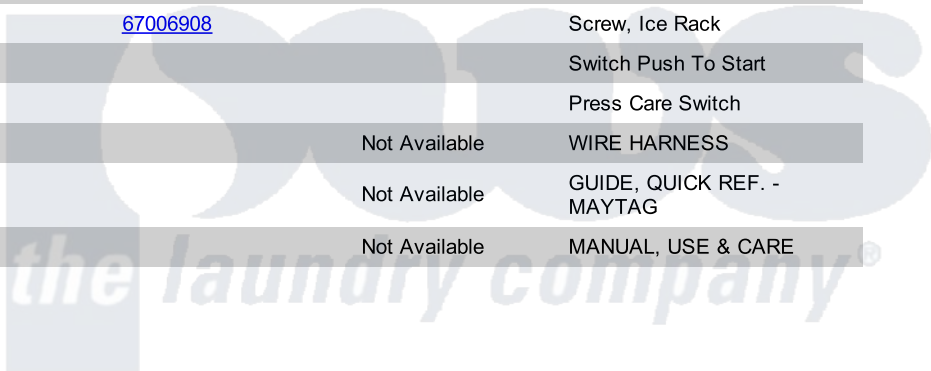 67006908 Screw, Ice Rack
Switch Push To Start
Press Care Switch
Not Available WIRE HARNESS
Not Available GUIDE, QUICK REF. -
MAYTAG
Not Available MANUAL, USE & CARE
the laundry company®